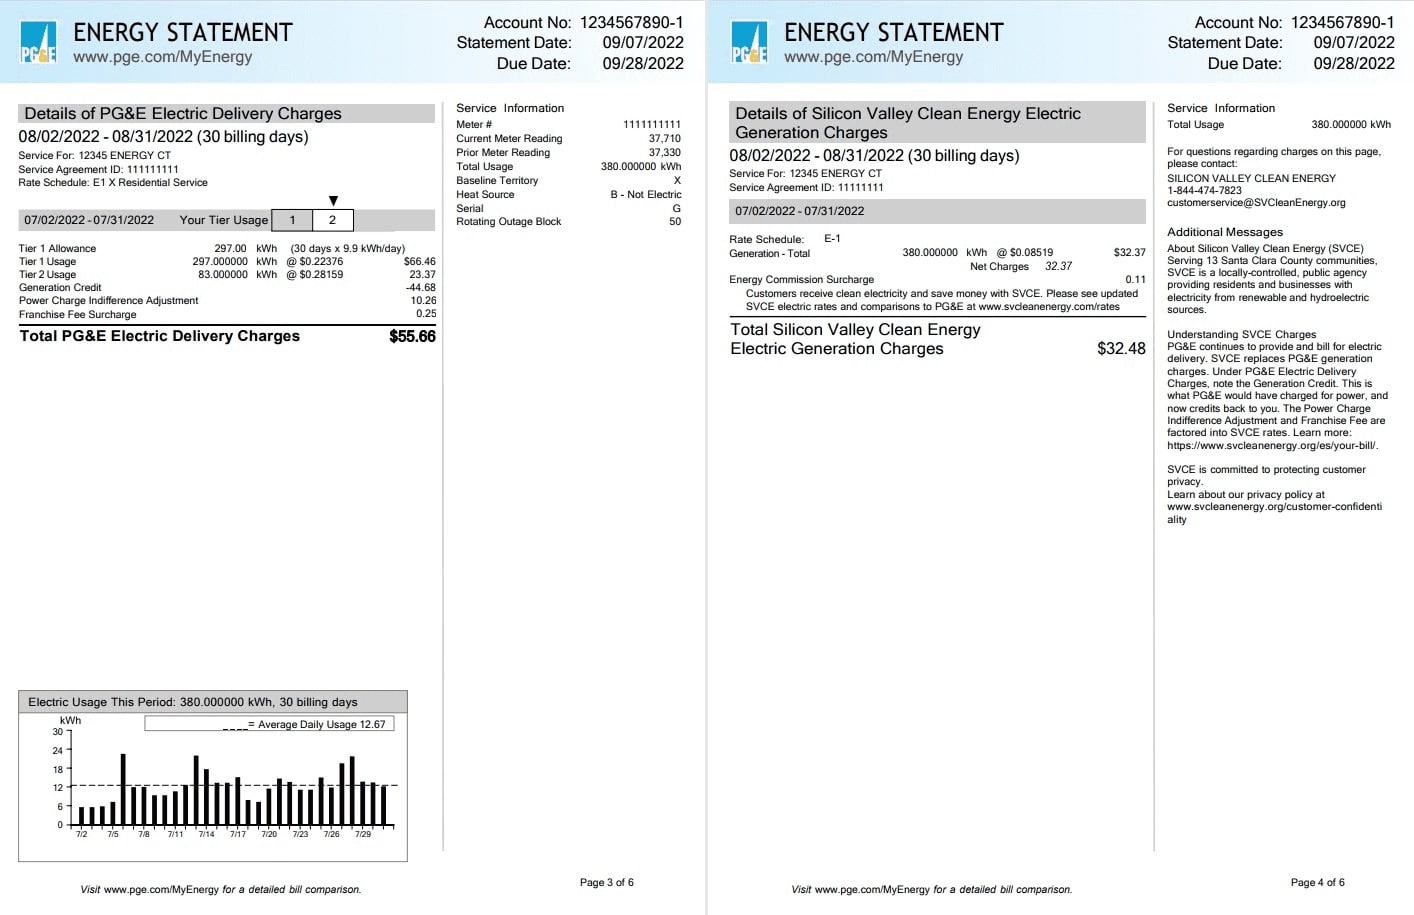 PG&E
ENERGY STATEMENT
www.pge.com/MyEnergy
Account No: 1234567890-1
Statement Date: 09/07/2022
Due Date: 09/28/2022
Details of PG&E Electric Delivery Charges
08/02/2022 - 08/31/2022 (30 billing days)
Service For: 12345 ENERGY CT
Service Agreement ID: 111111111
Rate Schedule: E1 X Residential Service
07/02/2022 - 07/31/2022 Your Tier Usage 1 2
Tier 1 Allowance 297.00 kWh (30 days x 9.9 kWh/day)
Tier 1 Usage 297.000000 kWh @ $0.22376 $66.46
Tier 2 Usage 83.000000 kWh @ $0.28159 23.37
Generation Credit -44.68
Power Charge Indifference Adjustment 10.26
Franchise Fee Surcharge 0.25
Total PG&E Electric Delivery Charges $55.66
Service Information
Meter # 1111111111
Current Meter Reading 37,710
Prior Meter Reading 37,330
Total Usage 380.000000 kWh
Baseline Territory X
Heat Source B - Not Electric
Serial G
Rotating Outage Block 50
Electric Usage This Period: 380.000000 kWh, 30 billing days
kWh
= Average Daily Usage 12.67
30
24
18
12
6
0
7/2 7/5 7/8 7/11 7/14 7/17 7/20 7/23 7/26 7/29
Visit www.pge.com/MyEnergy for a detailed bill comparison.
Page 3 of 6
PG&E
ENERGY STATEMENT
www.pge.com/MyEnergy
Account No: 1234567890-1
Statement Date: 09/07/2022
Due Date: 09/28/2022
Details of Silicon Valley Clean Energy Electric
Generation Charges
08/02/2022 - 08/31/2022 (30 billing days)
Service For: 12345 ENERGY CT
Service Agreement ID: 11111111
07/02/2022 - 07/31/2022
Rate Schedule: E-1
Generation - Total 380.000000 kWh @ $0.08519 $32.37
Net Charges 32.37
Energy Commission Surcharge 0.11
Customers receive clean electricity and save money with SVCE. Please see updated
SVCE electric rates and comparisons to PG&E at www.svcleanenergy.com/rates
Total Silicon Valley Clean Energy
Electric Generation Charges $32.48
Service Information
Total Usage 380.000000 kWh
For questions regarding charges on this page,
please contact:
SILICON VALLEY CLEAN ENERGY
1-844-474-7823
customerservice@SVCleanEnergy.org
Additional Messages
About Silicon Valley Clean Energy (SVCE)
Serving 13 Santa Clara County communities,
SVCE is a locally-controlled, public agency
providing residents and businesses with
electricity from renewable and hydroelectric
sources.
Understanding SVCE Charges
PG&E continues to provide and bill for electric
delivery. SVCE replaces PG&E generation
charges. Under PG&E Electric Delivery
Charges, note the Generation Credit. This is
what PG&E would have charged for power, and
now credits back to you. The Power Charge
Indifference Adjustment and Franchise Fee are
factored into SVCE rates. Learn more:
https://www.svcleanenergy.org/es/your-bill/.
SVCE is committed to protecting customer
privacy.
Learn about our privacy policy at
www.svcleanenergy.org/customer-confidenti
ality
Visit www.pge.com/MyEnergy for a detailed bill comparison.
Page 4 of 6